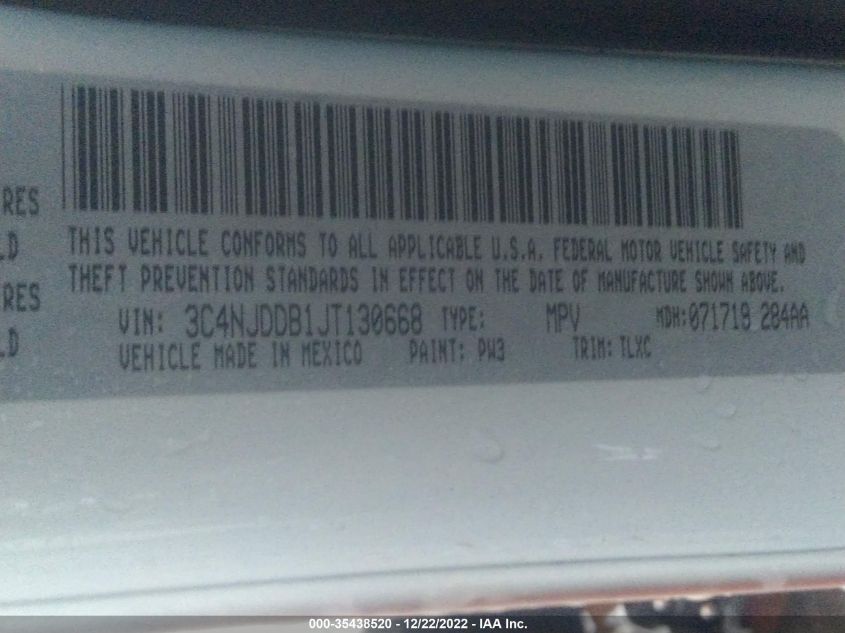 RES
LD
RES
LD
THIS VEHICLE CONFORMS TO ALL APPLICABLE U.S.A. FEDERAL MOTOR VEHICLE SAFETY AND
THEFT PREVENTION STANDARDS IN EFFECT ON THE DATE OF MANUFACTURE SHOWN ABOVE.
VIN: 3C4NJDDB1JT130668 TYPE: MPV MDH:071718 284AA
VEHICLE MADE IN MEXICO PAINT: PW3 TRIM: TLXC
000-35438520 - 12/22/2022 - IAA Inc.